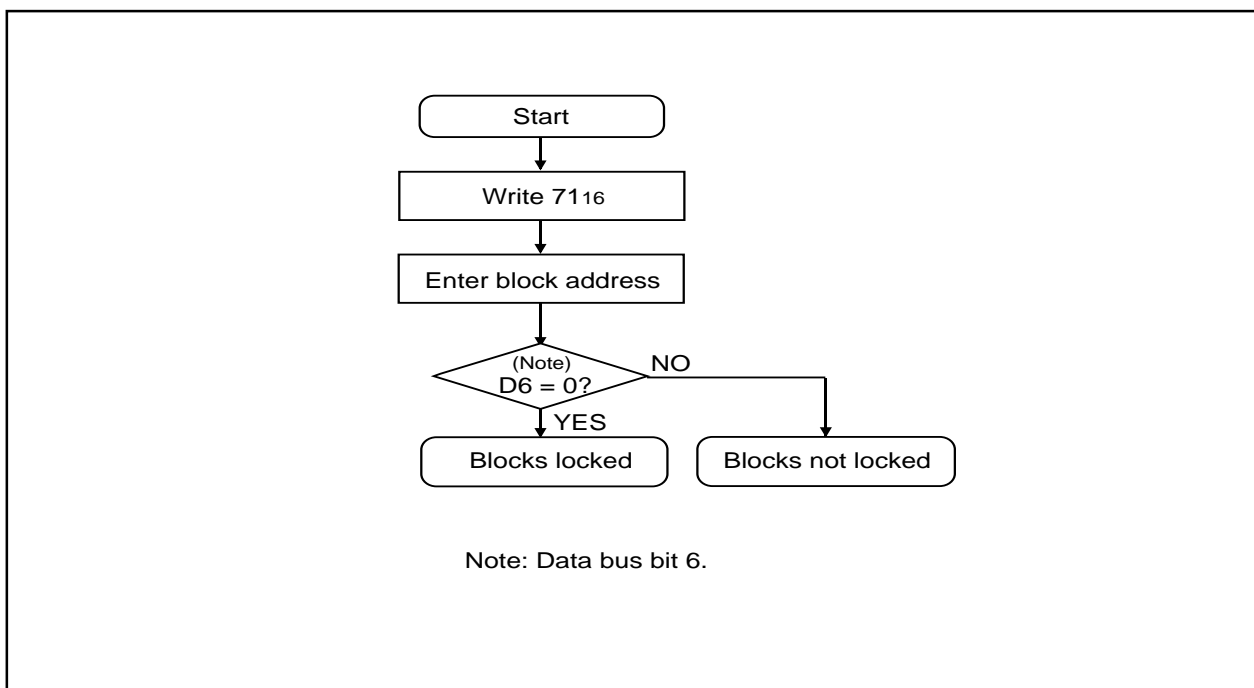 Start
Write 7116
Enter block address
(Note)
D6 = 0?
NO
YES
Blocks locked
Blocks not locked
Note: Data bus bit 6.